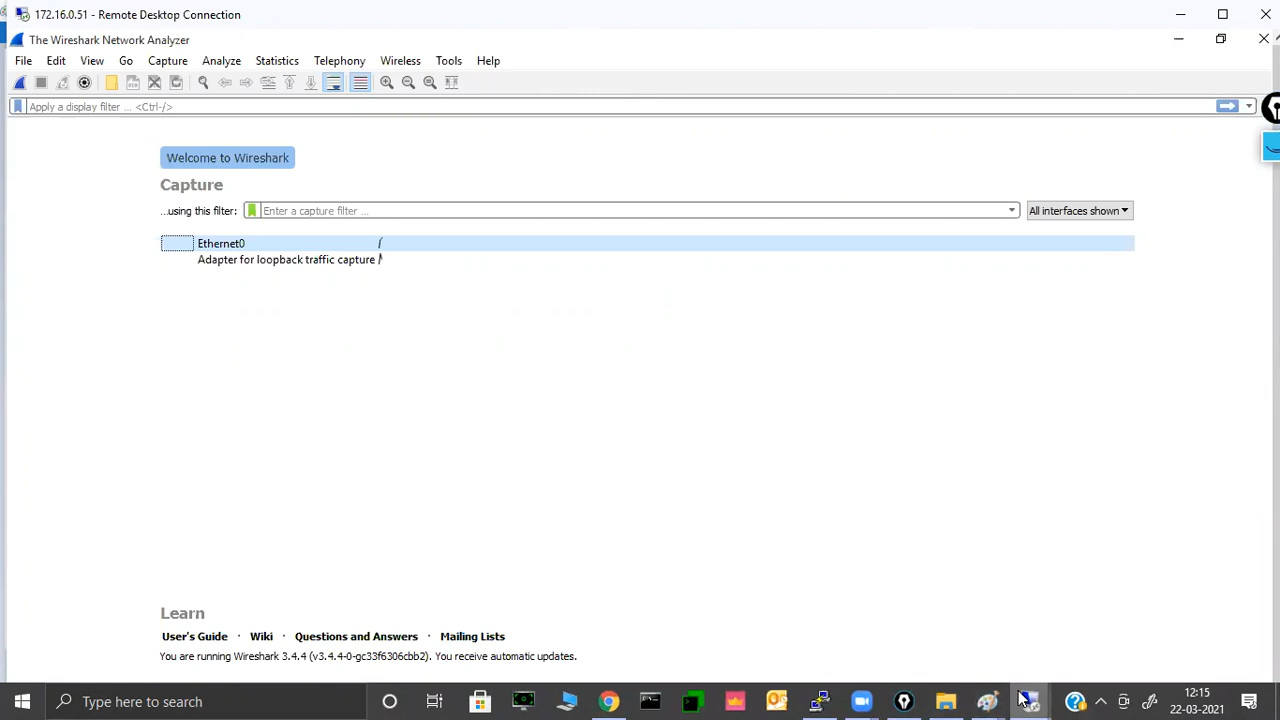 172.16.0.51 - Remote Desktop Connection
The Wireshark Network Analyzer
File Edit View Go Capture Analyze Statistics Telephony Wireless Tools Help
Apply a display filter ... <Ctrl-/>
Welcome to Wireshark
Capture
...using this filter: Enter a capture filter ... All interfaces shown
Ethernet0
Adapter for loopback traffic capture
Learn
User's Guide · Wiki · Questions and Answers · Mailing Lists
You are running Wireshark 3.4.4 (v3.4.4-0-gc33f6306cbb2). You receive automatic updates.
Type here to search
12:15
22-03-2021